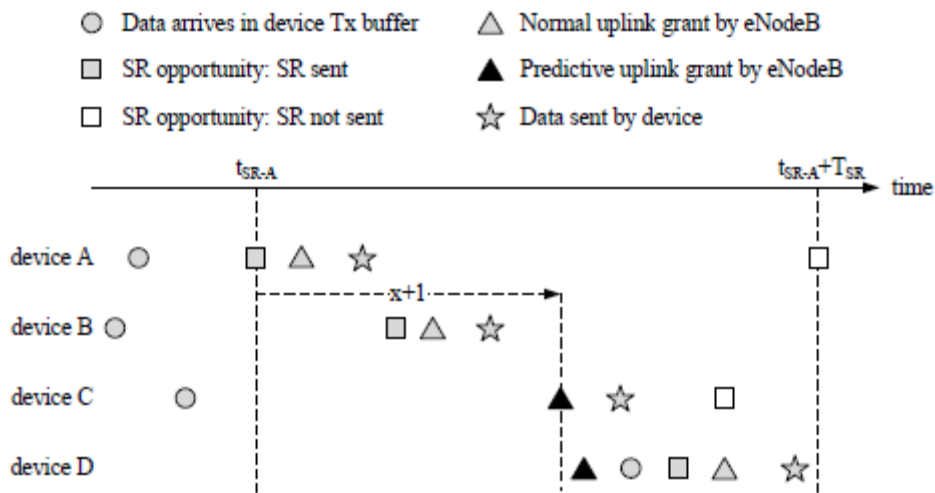 Data arrives in device Tx buffer
Normal uplink grant by eNodeB
SR opportunity: SR sent
Predictive uplink grant by eNodeB
SR opportunity: SR not sent
Data sent by device
tSR-A
tSR-A+TSR
time
device A
x+1
device B
device C
device D